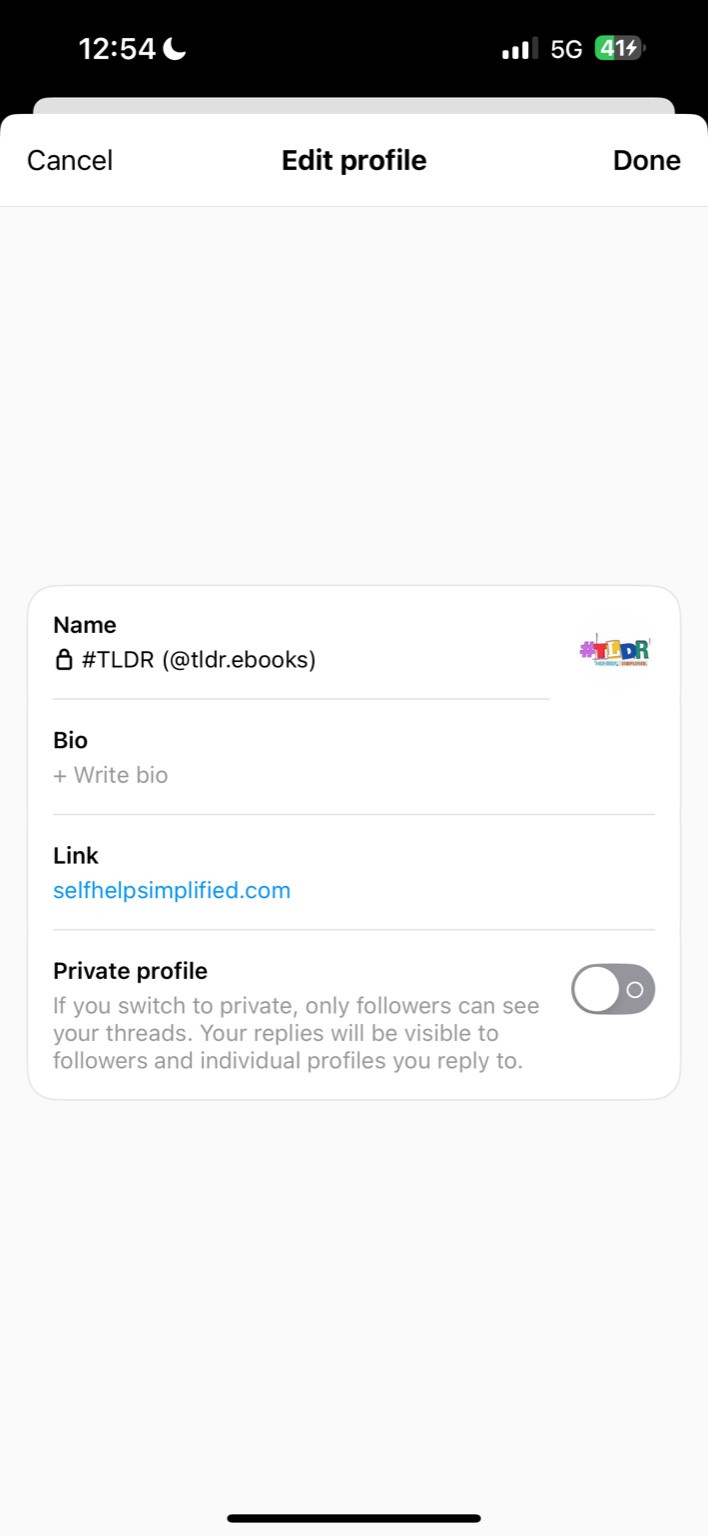 12:54
5G
41
Cancel
Edit profile
Done
Name
#TLDR (@tldr.ebooks)
#TLDR
Bio
+ Write bio
Link
selfhelpsimplified.com
Private profile
If you switch to private, only followers can see
your threads. Your replies will be visible to
followers and individual profiles you reply to.